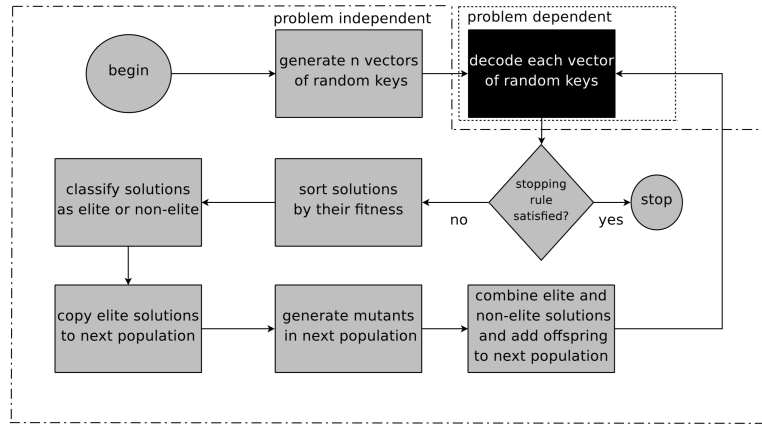 problem independent
problem dependent
begin
generate n vectors
of random keys
decode each vector
of random keys
classify solutions
as elite or non-elite
sort solutions
by their fitness
stopping
rule
satisfied?
no
yes
stop
copy elite solutions
to next population
generate mutants
in next population
combine elite and
non-elite solutions
and add offspring
to next population